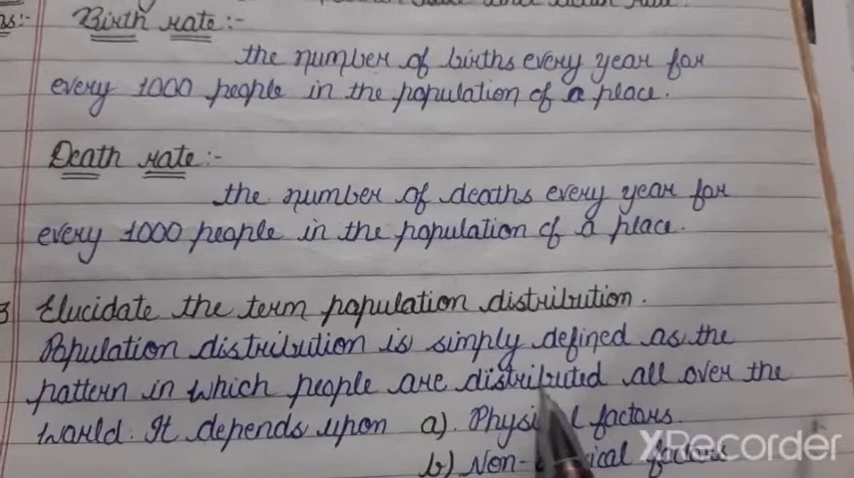 Birth rate:-
the number of births every year for
every 1000 people in the population of a place.
Death rate:-
the number of deaths every year for
every 1000 people in the population of a place.
3 Elucidate the term population distribution.
Population distribution is simply defined as the
pattern in which people are distributed all over the
world. It depends upon a). Physical factors
b) Non- factors
XRecorder